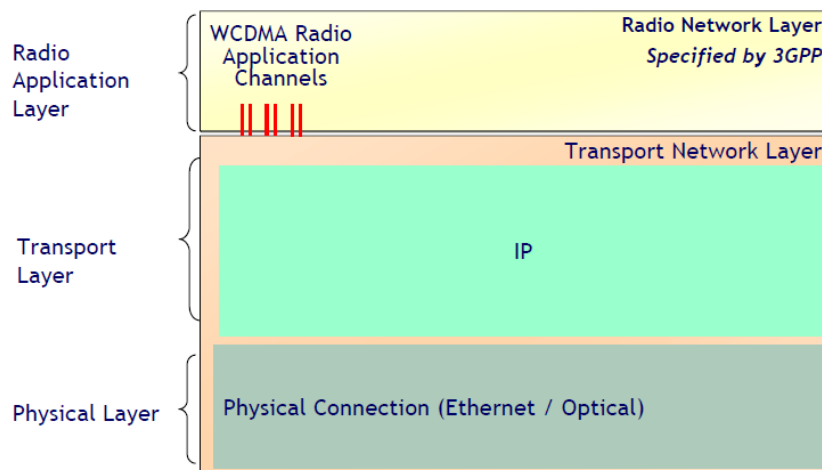 Radio
Application
Layer
WCDMA Radio
Application
Channels
Radio Network Layer
Specified by 3GPP
Transport Network Layer
Transport
Layer
IP
Physical Layer
Physical Connection (Ethernet / Optical)